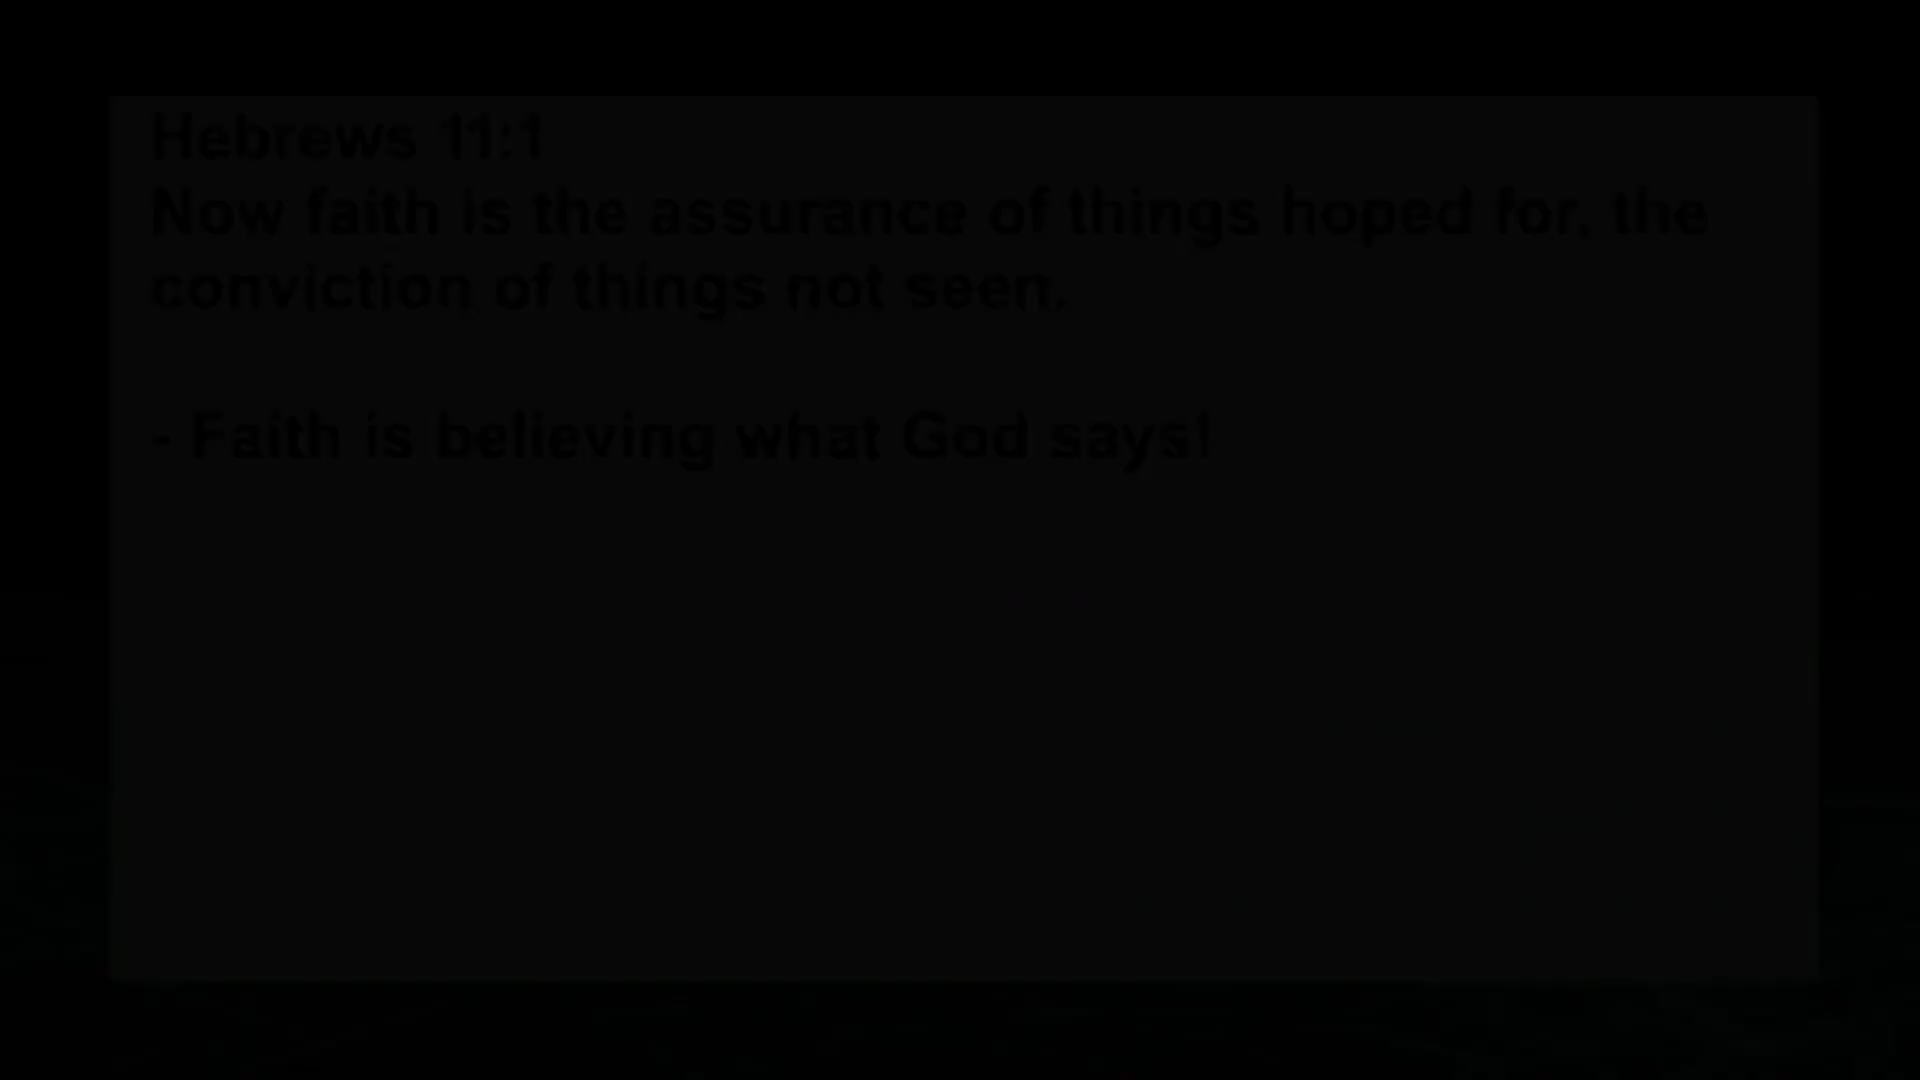 Hebrews 11:1
Now faith is the assurance of things hoped for, the
conviction of things not seen.
- Faith is believing what God says!